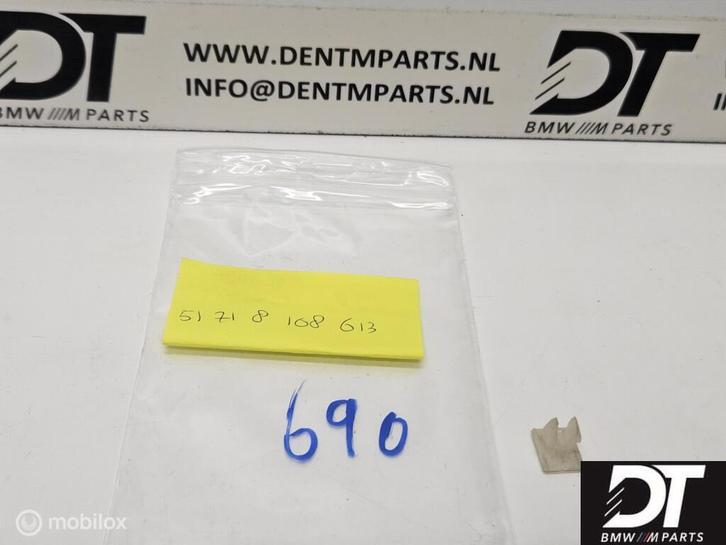 DT
BMW///M PARTS
WWW.DENTMPARTS.NL
INFO@DENTMPARTS.NL
DT
BMW///M PARTS
51 71 8 108 613
690
mobilox
DT
BMW///M PARTS